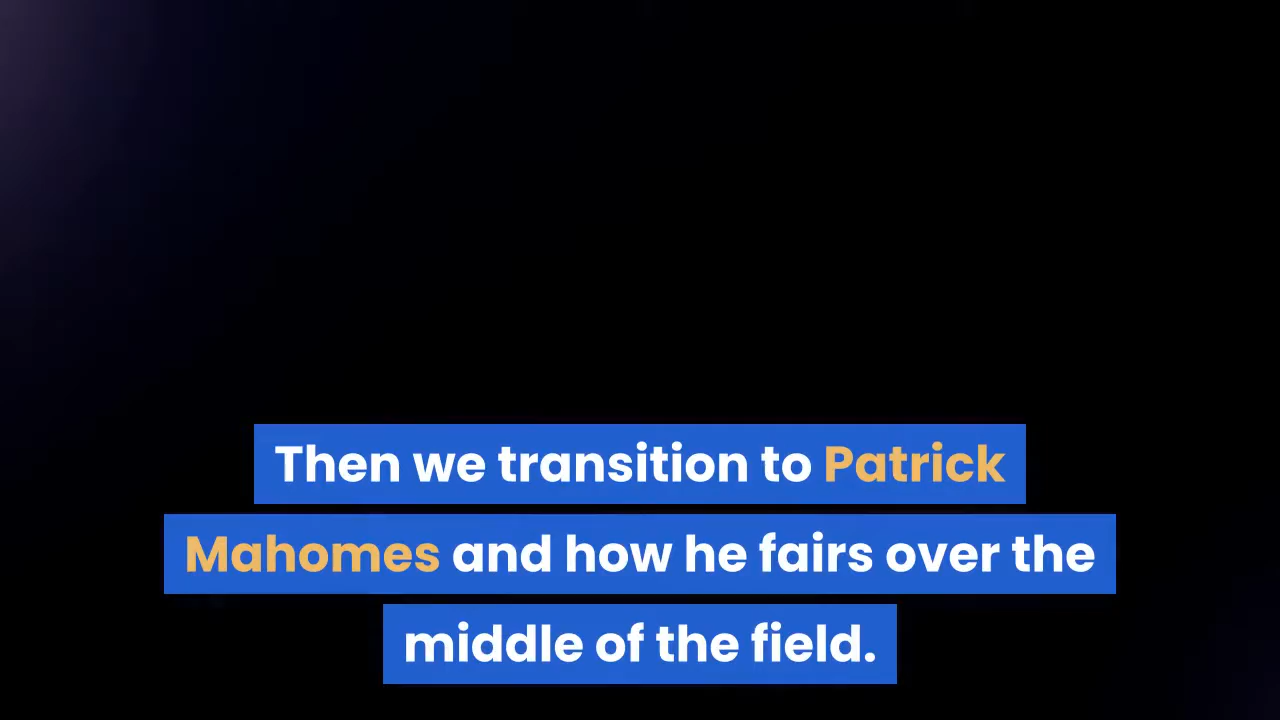 Then we transition to Patrick
Mahomes and how he fairs over the
middle of the field.